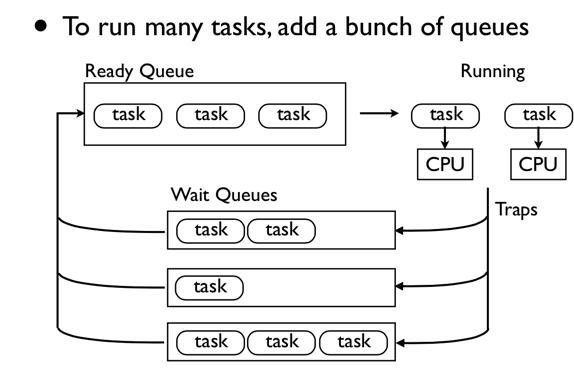 • To run many tasks, add a bunch of queues
Ready Queue
Running
task task task
task task
CPU CPU
Wait Queues
Traps
task task
task
task task task